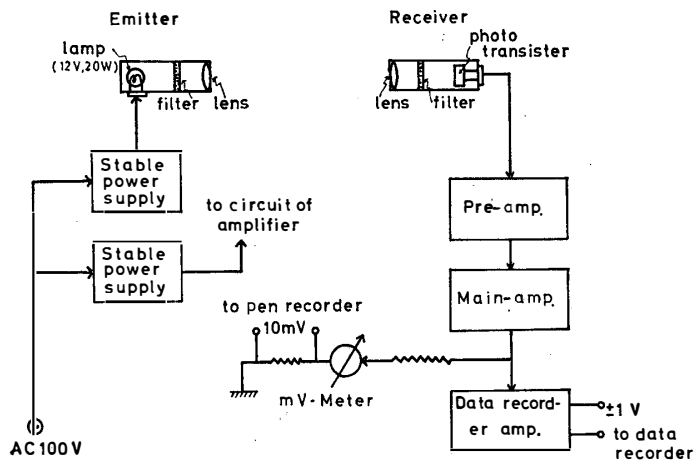 Emitter
lamp
(12V, 20W)
filter
lens
Receiver
photo
transister
lens
filter
Stable
power
supply
to circuit of
amplifier
Stable
power
supply
Pre-amp.
Main-amp.
to pen recorder
10mV
mV-Meter
Data record-
er amp.
±1 V
to data
recorder
AC 100 V